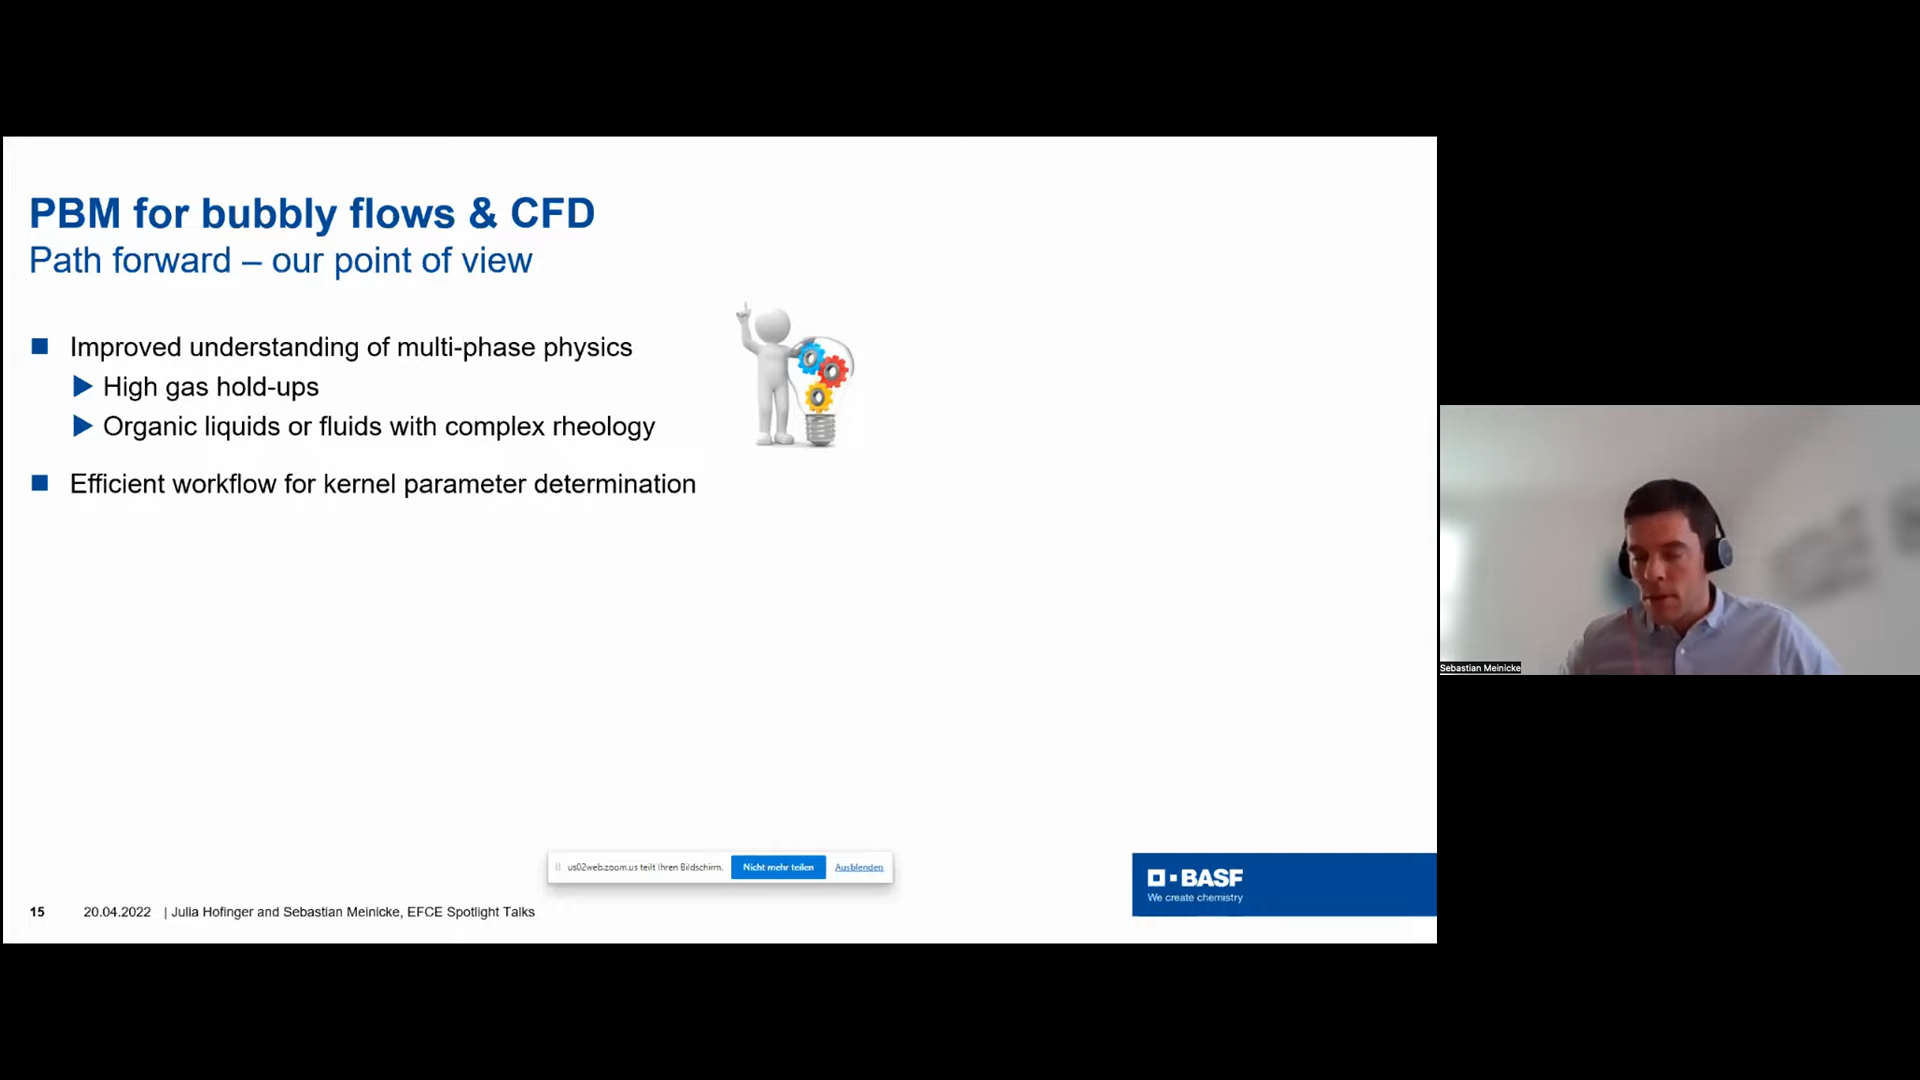 PBM for bubbly flows & CFD
Path forward – our point of view
Improved understanding of multi-phase physics
High gas hold-ups
Organic liquids or fluids with complex rheology
Efficient workflow for kernel parameter determination
us02web.zoom.us teilt Ihren Bildschirm. Nicht mehr teilen Ausblenden
BASF
We create chemistry
15 20.04.2022 | Julia Hofinger and Sebastian Meinicke, EFCE Spotlight Talks
Sebastian Meinicke